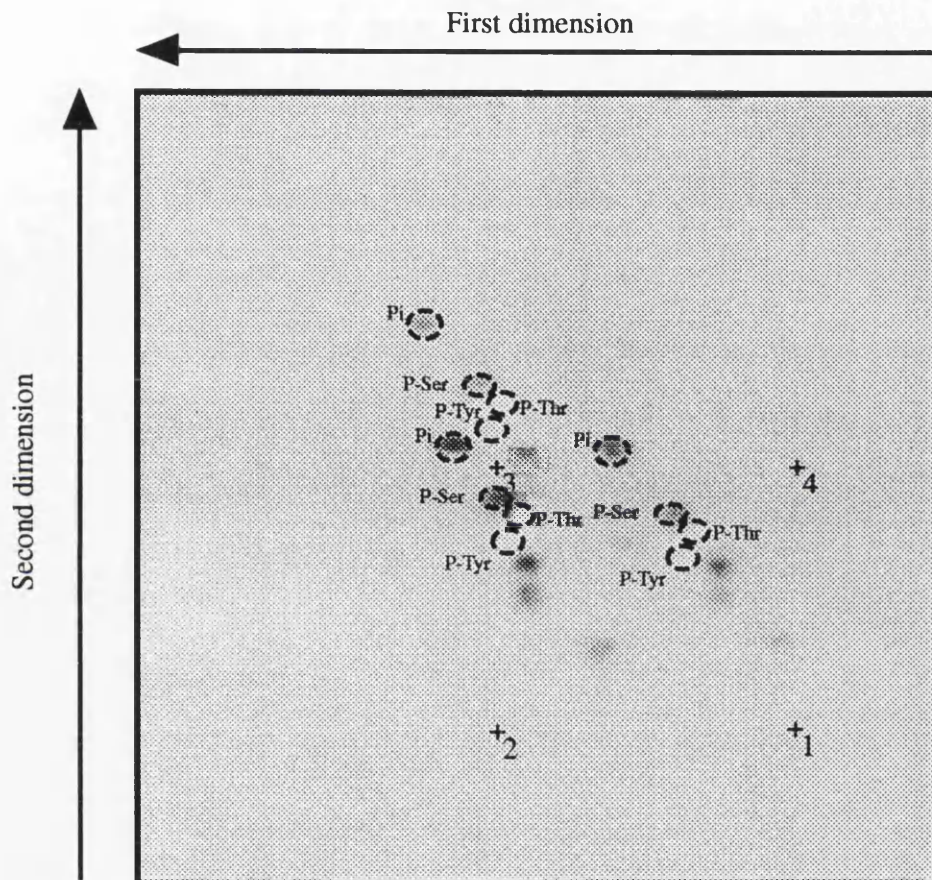 First dimension
Second dimension
Pi
P-Ser
P-Tyr P-Thr
Pi
Pi
3
4
P-Ser
P-Thr
P-Ser
P-Thr
P-Tyr
P-Tyr
2
1